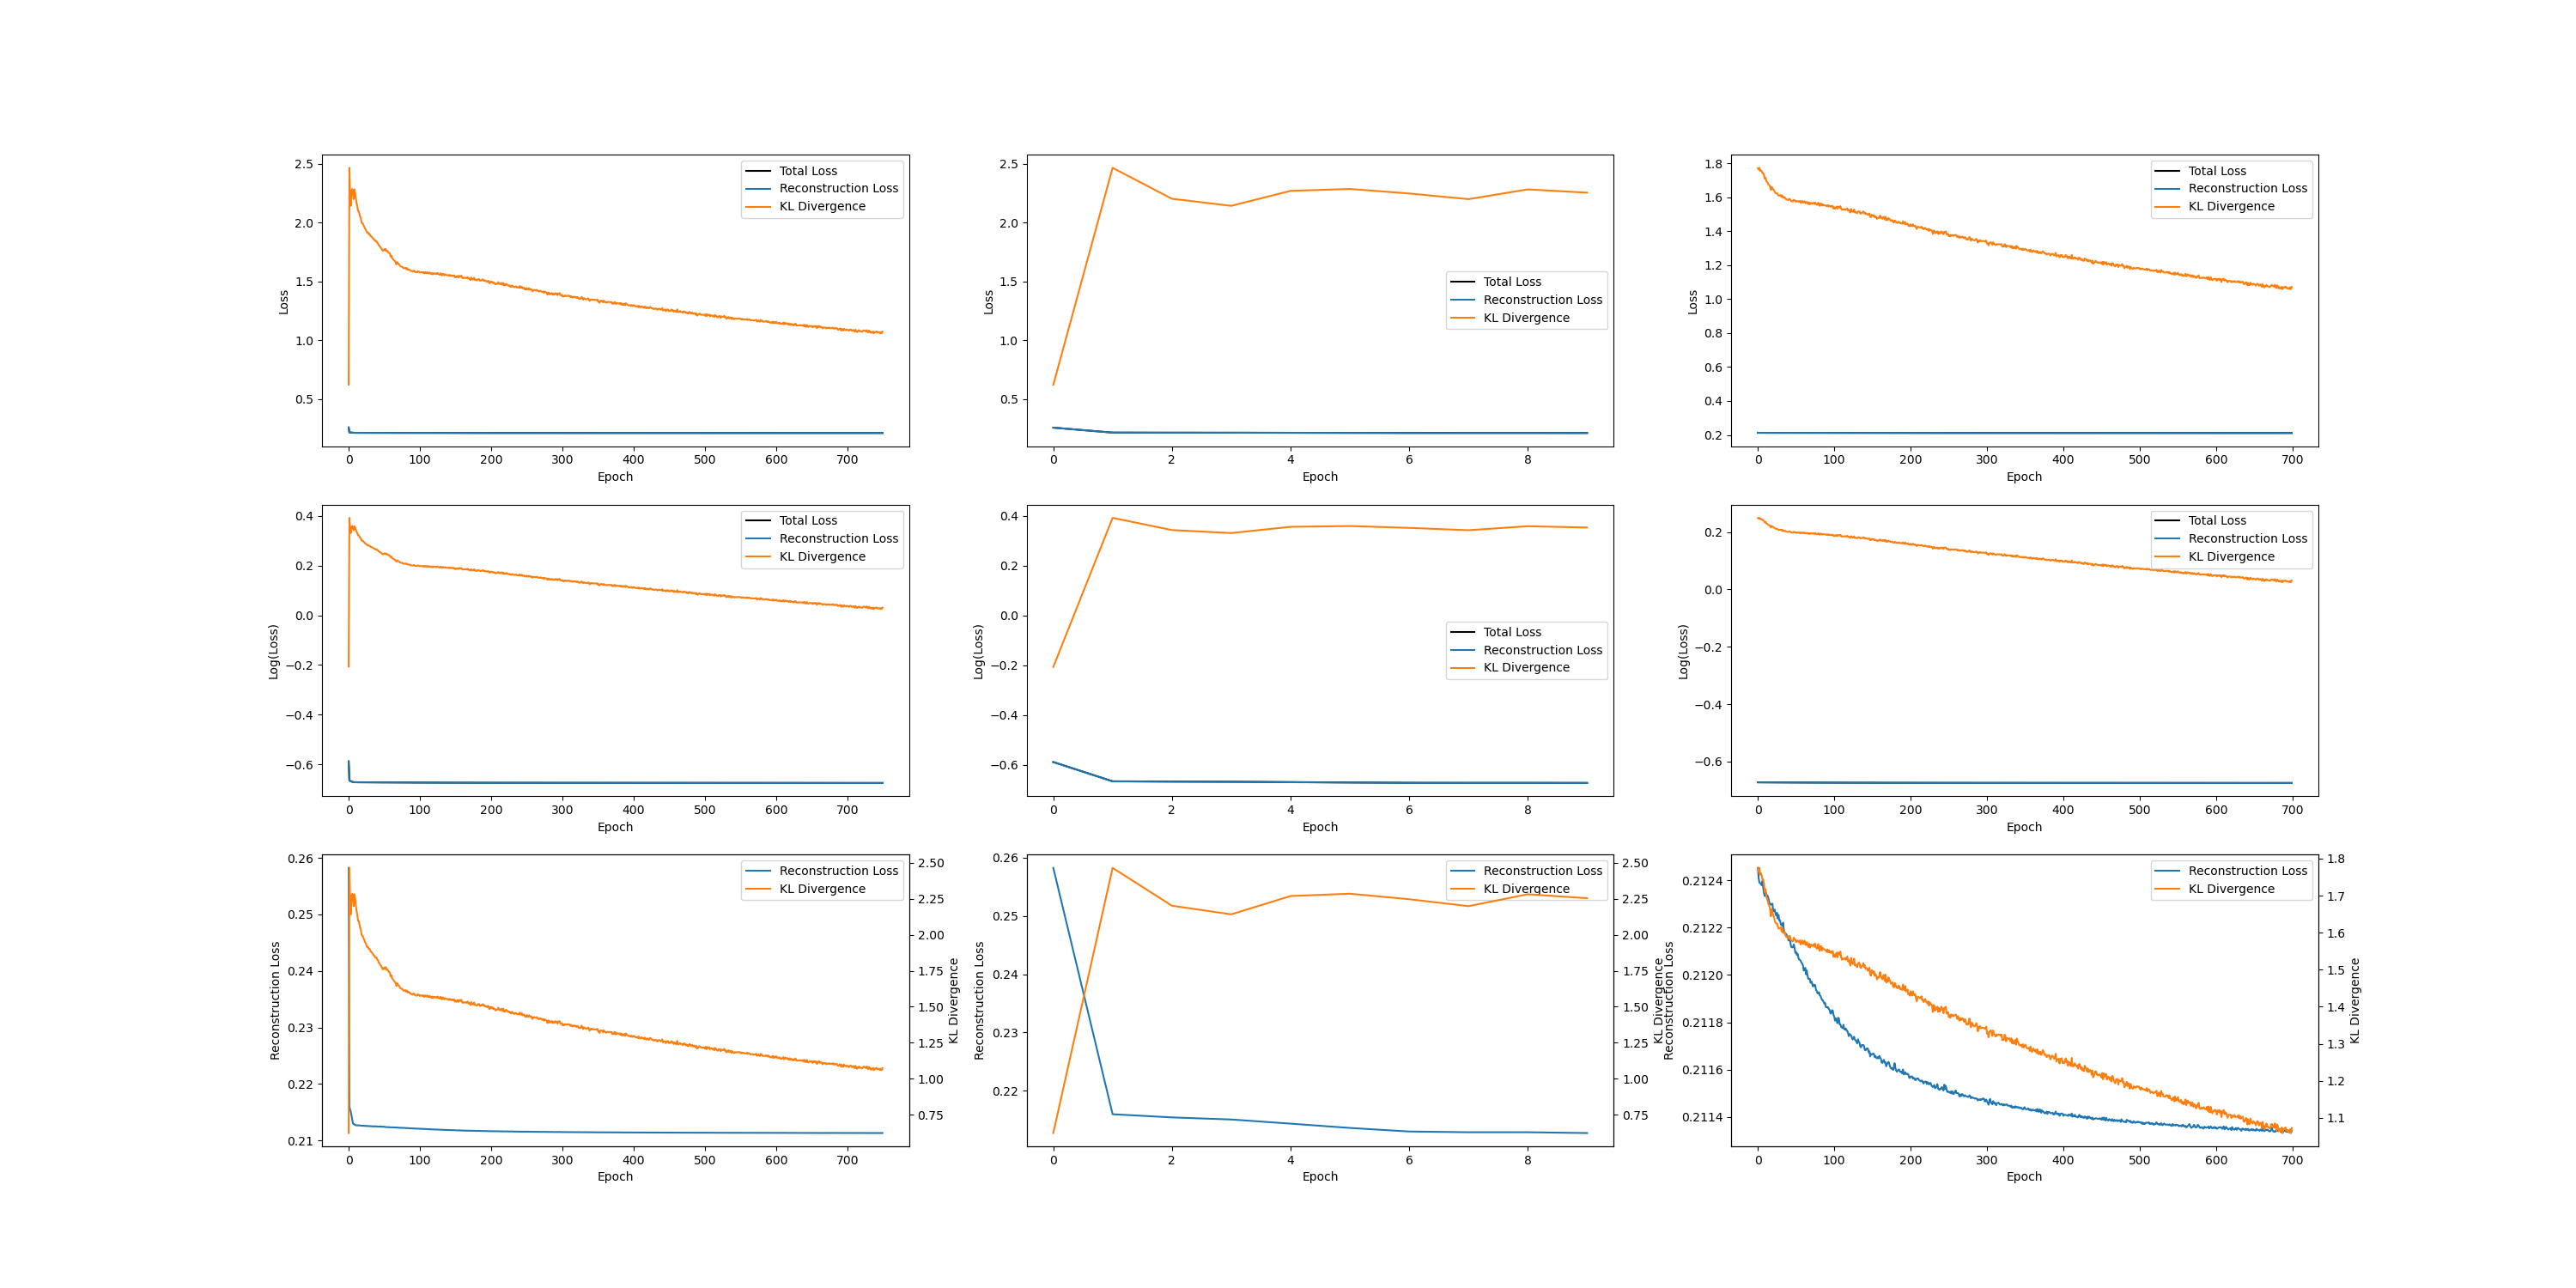 2.5
2.0
1.5
1.0
0.5
Loss
0 100 200 300 400 500 600 700
Epoch
Total Loss
Reconstruction Loss
KL Divergence
2.5
2.0
1.5
1.0
0.5
Loss
0 2 4 6 8
Epoch
Total Loss
Reconstruction Loss
KL Divergence
1.8
1.6
1.4
1.2
1.0
0.8
0.6
0.4
0.2
Loss
0 100 200 300 400 500 600 700
Epoch
Total Loss
Reconstruction Loss
KL Divergence
0.4
0.2
0.0
−0.2
−0.4
−0.6
Log(Loss)
0 100 200 300 400 500 600 700
Epoch
Total Loss
Reconstruction Loss
KL Divergence
0.4
0.2
0.0
−0.2
−0.4
−0.6
Log(Loss)
0 2 4 6 8
Epoch
Total Loss
Reconstruction Loss
KL Divergence
0.2
0.0
−0.2
−0.4
−0.6
Log(Loss)
0 100 200 300 400 500 600 700
Epoch
Total Loss
Reconstruction Loss
KL Divergence
0.26
0.25
0.24
0.23
0.22
0.21
Reconstruction Loss
0 100 200 300 400 500 600 700
Epoch
Reconstruction Loss
KL Divergence
2.50
2.25
2.00
1.75
1.50
1.25
1.00
0.75
KL Divergence
0.26
0.25
0.24
0.23
0.22
Reconstruction Loss
0 2 4 6 8
Epoch
Reconstruction Loss
KL Divergence
2.50
2.25
2.00
1.75
1.50
1.25
1.00
0.75
KL Divergence
0.2124
0.2122
0.2120
0.2118
0.2116
0.2114
Reconstruction Loss
0 100 200 300 400 500 600 700
Epoch
Reconstruction Loss
KL Divergence
1.8
1.7
1.6
1.5
1.4
1.3
1.2
1.1
KL Divergence